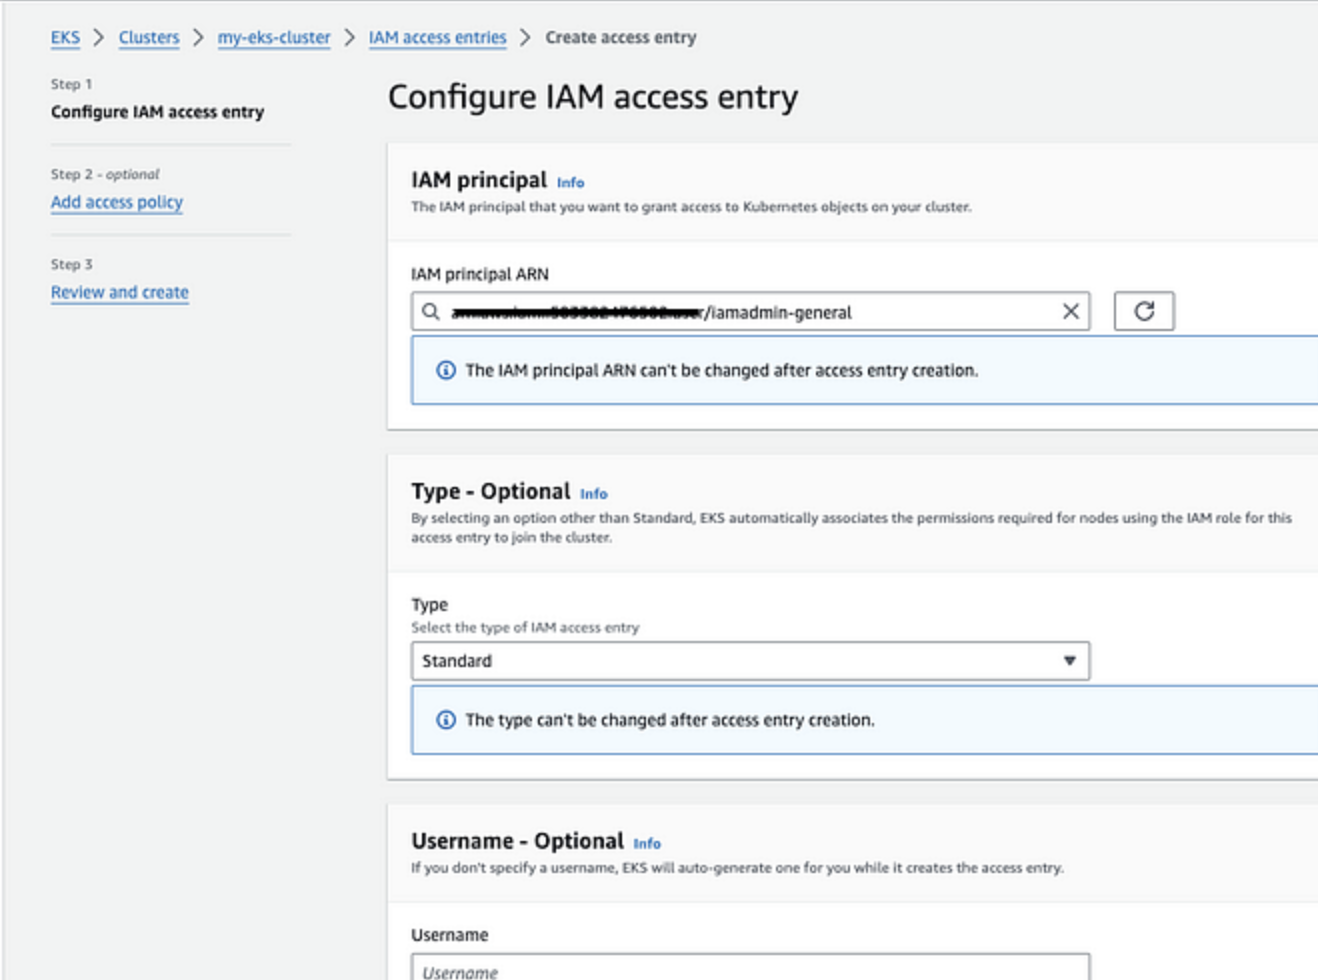 EKS > Clusters > my-eks-cluster > IAM access entries > Create access entry
Step 1
Configure IAM access entry
Step 2 - optional
Add access policy
Step 3
Review and create
Configure IAM access entry
IAM principal Info
The IAM principal that you want to grant access to Kubernetes objects on your cluster.
IAM principal ARN
/iamadmin-general
The IAM principal ARN can't be changed after access entry creation.
Type - Optional Info
By selecting an option other than Standard, EKS automatically associates the permissions required for nodes using the IAM role for this
access entry to join the cluster.
Type
Select the type of IAM access entry
Standard
The type can't be changed after access entry creation.
Username - Optional Info
If you don't specify a username, EKS will auto-generate one for you while it creates the access entry.
Username
Username